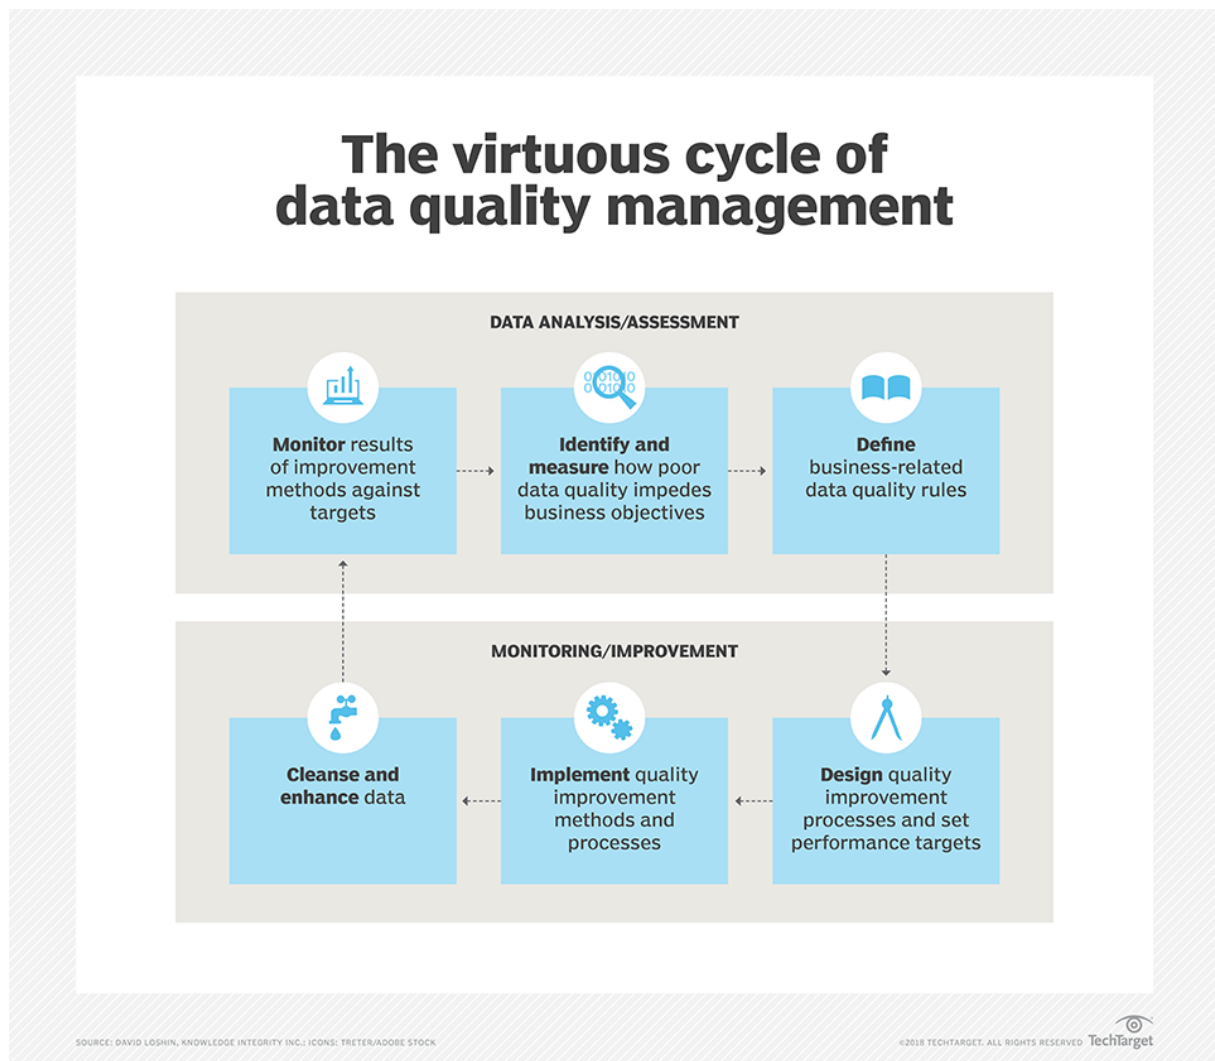 The virtuous cycle of
data quality management
DATA ANALYSIS/ASSESSMENT
Monitor results
of improvement
methods against
targets
Identify and
measure how poor
data quality impedes
business objectives
Define
business-related
data quality rules
MONITORING/IMPROVEMENT
Cleanse and
enhance data
Implement quality
improvement
methods and
processes
Design quality
improvement
processes and set
performance targets
SOURCE: DAVID LOSHIN, KNOWLEDGE INTEGRITY INC.; ICONS: TRETER/ADOBE STOCK
©2018 TECHTARGET. ALL RIGHTS RESERVED TechTarget